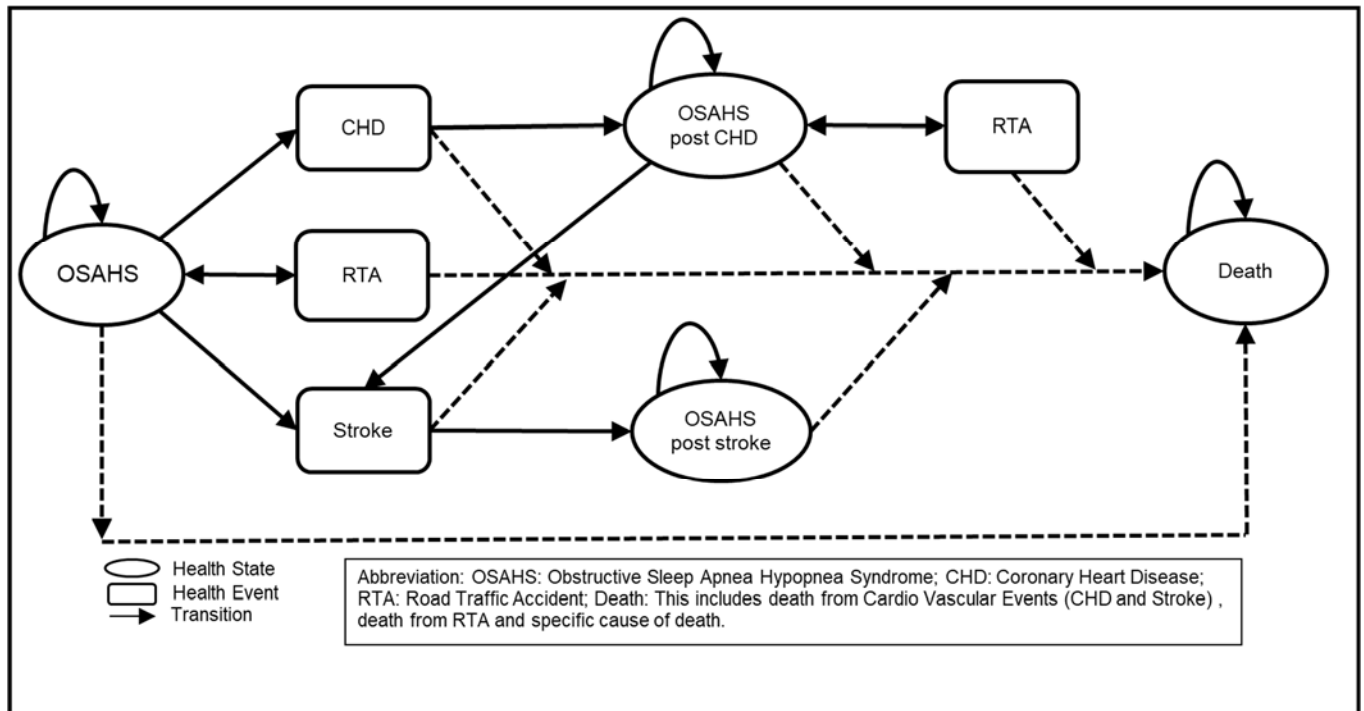 CHD
OSAHS
post CHD
RTA
OSAHS
RTA
Death
Stroke
OSAHS
post stroke
Health State
Health Event
Transition
Abbreviation: OSAHS: Obstructive Sleep Apnea Hypopnea Syndrome; CHD: Coronary Heart Disease;
RTA: Road Traffic Accident; Death: This includes death from Cardio Vascular Events (CHD and Stroke) ,
death from RTA and specific cause of death.